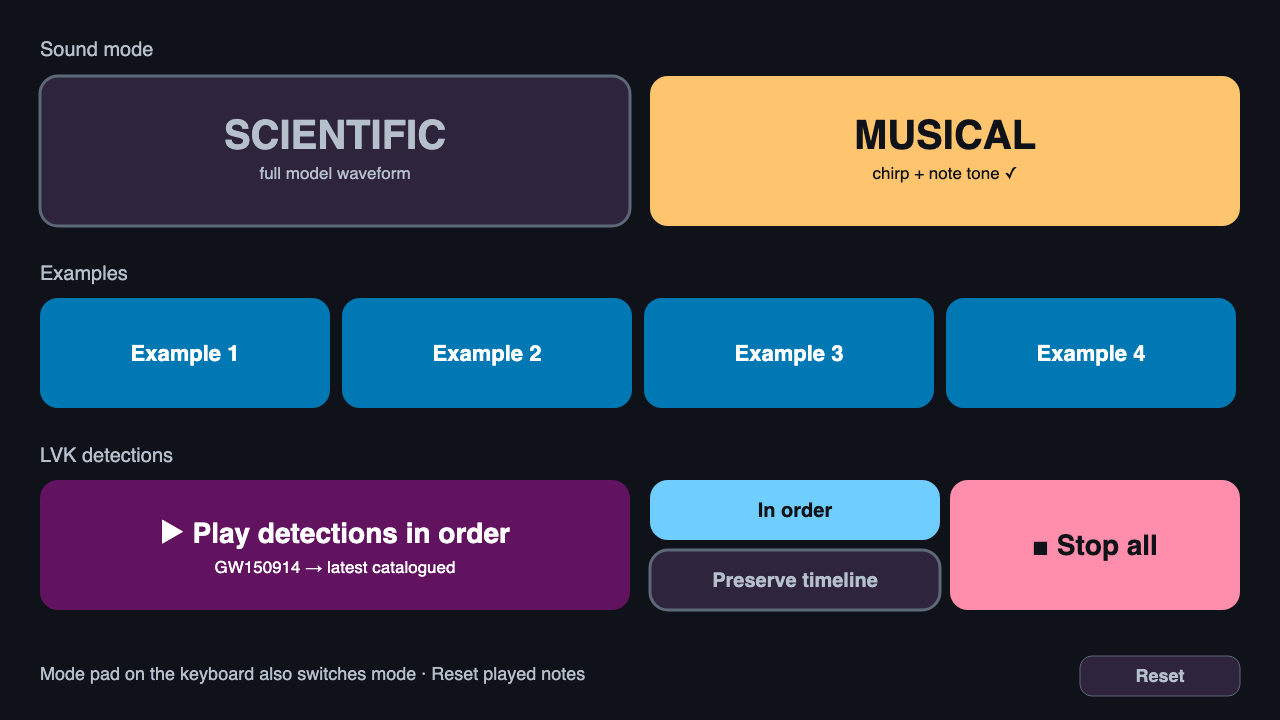 Sound mode
SCIENTIFIC
full model waveform
MUSICAL
chirp + note tone ✓
Examples
Example 1
Example 2
Example 3
Example 4
LVK detections
▶ Play detections in order
GW150914 → latest catalogued
In order
Preserve timeline
■ Stop all
Mode pad on the keyboard also switches mode · Reset played notes
Reset